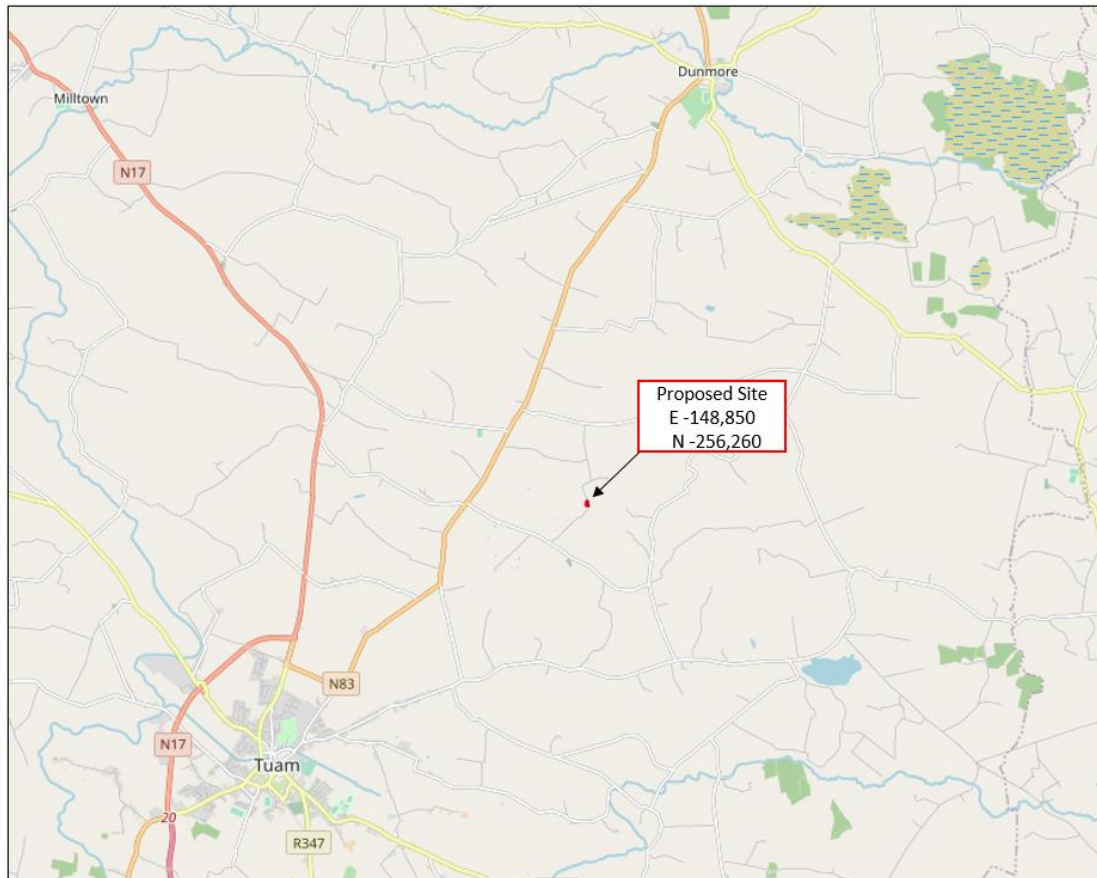 Dunmore
Milltown
N17
Proposed Site
E -148,850
N -256,260
N83
N17
Tuam
20
R347